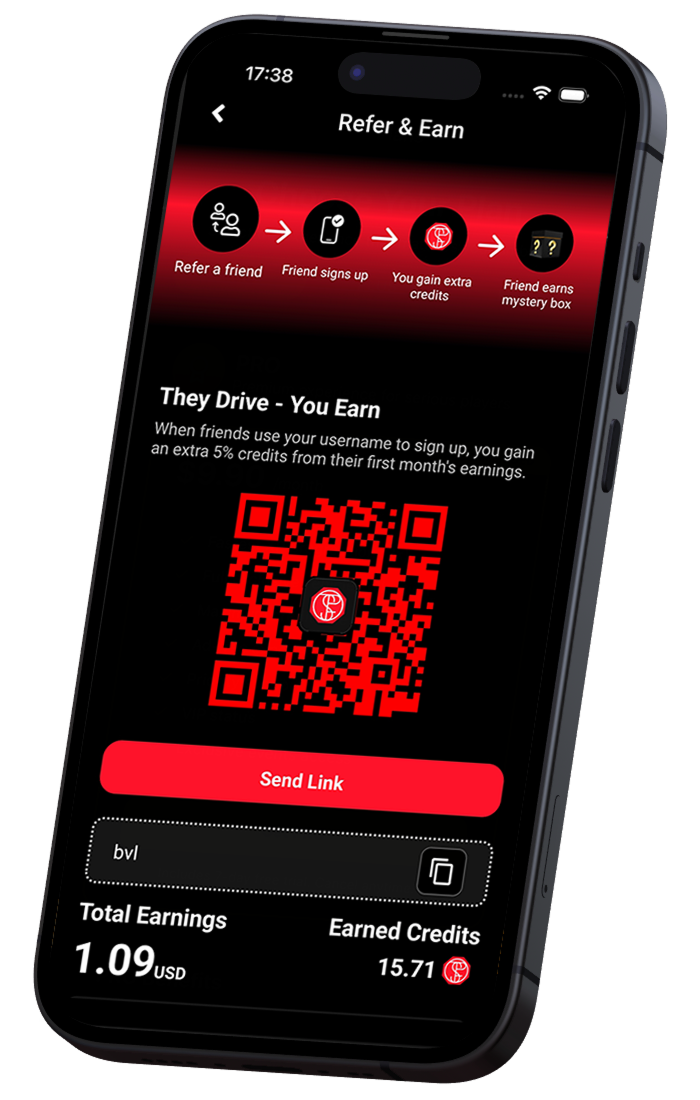 17:38
Refer & Earn
Refer a friend
Friend signs up
You gain extra
credits
Friend earns
mystery box
? ?
They Drive - You Earn
When friends use your username to sign up, you gain
an extra 5% credits from their first month's earnings.
Send Link
bvl
Total Earnings
Earned Credits
1.09USD
15.71